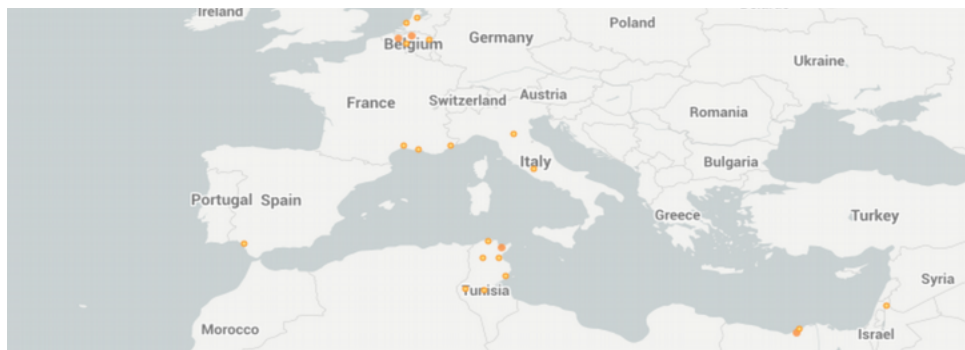 Ireland
Poland
Belgium
Germany
Ukraine
Switzerland
Austria
France
Romania
Italy
Bulgaria
Portugal
Spain
Greece
Turkey
Syria
Tunisia
Morocco
Israel